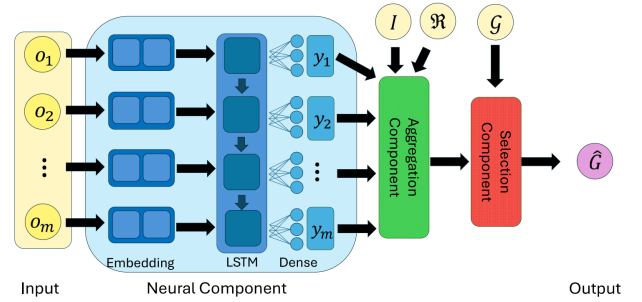 I ℜ 𝒢
o₁ y₁
o₂ y₂
Aggregation
Component
Selection
Component
⋮ ⋮
Ĝ
oₘ yₘ
Embedding LSTM Dense
Input Neural Component Output